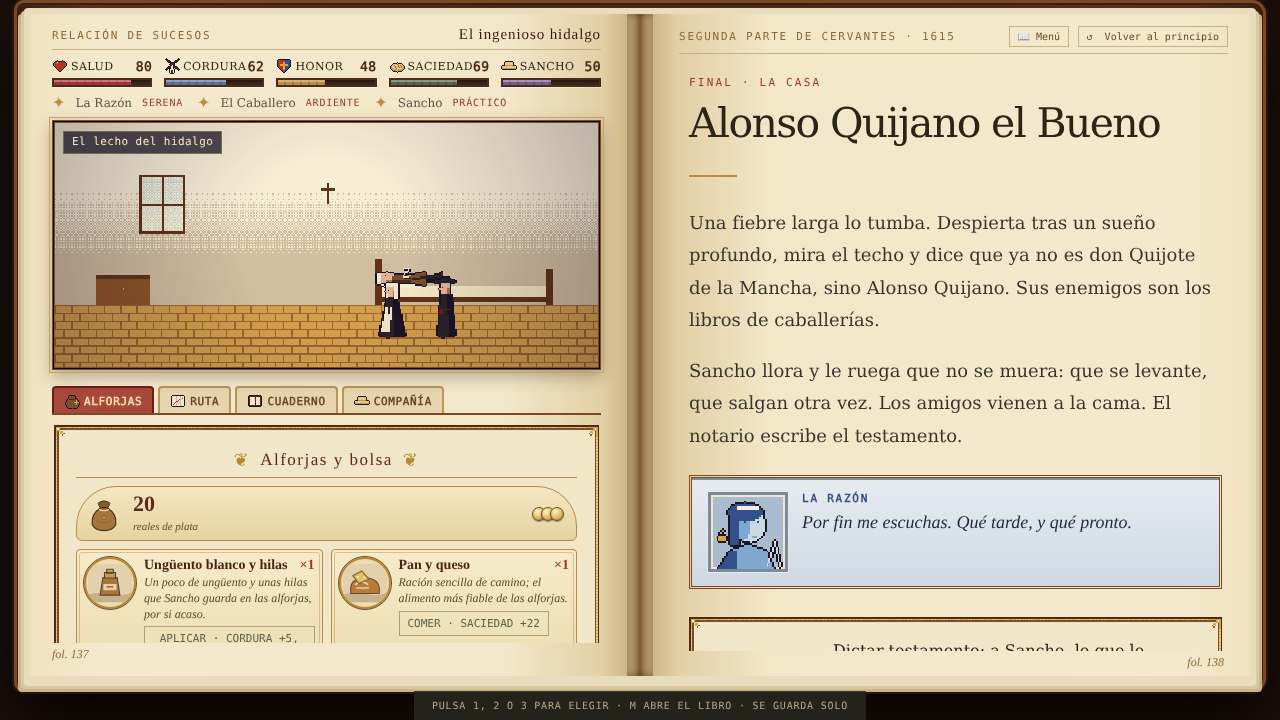 RELACIÓN DE SUCESOS
El ingenioso hidalgo
SALUD 80
CORDURA 62
HONOR 48
SACIEDAD 69
SANCHO 50
La Razón SERENA
El Caballero ARDIENTE
Sancho PRÁCTICO
El lecho del hidalgo
ALFORJAS
RUTA
CUADERNO
COMPAÑÍA
Alforjas y bolsa
20
reales de plata
Ungüento blanco y hilas ×1
Un poco de ungüento y unas hilas
que Sancho guarda en las alforjas,
por si acaso.
APLICAR · CORDURA +5,
Pan y queso ×1
Ración sencilla de camino; el
alimento más fiable de las alforjas.
COMER · SACIEDAD +22
fol. 137
SEGUNDA PARTE DE CERVANTES · 1615
Menú
↺ Volver al principio
FINAL · LA CASA
Alonso Quijano el Bueno
Una fiebre larga lo tumba. Despierta tras un sueño
profundo, mira el techo y dice que ya no es don Quijote
de la Mancha, sino Alonso Quijano. Sus enemigos son los
libros de caballerías.
Sancho llora y le ruega que no se muera: que se levante,
que salgan otra vez. Los amigos vienen a la cama. El
notario escribe el testamento.
LA RAZÓN
Por fin me escuchas. Qué tarde, y qué pronto.
Dictar testamento: a Sancho, lo que le
fol. 138
PULSA 1, 2 O 3 PARA ELEGIR · M ABRE EL LIBRO · SE GUARDA SOLO